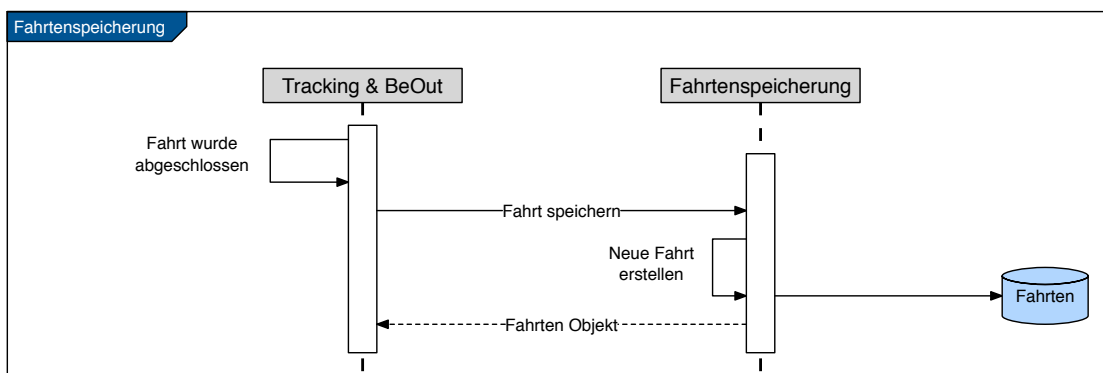 Fahrtenspeicherung
Tracking & BeOut
Fahrtenspeicherung
Fahrt wurde
abgeschlossen
Fahrt speichern
Neue Fahrt
erstellen
Fahrten
Fahrten Objekt